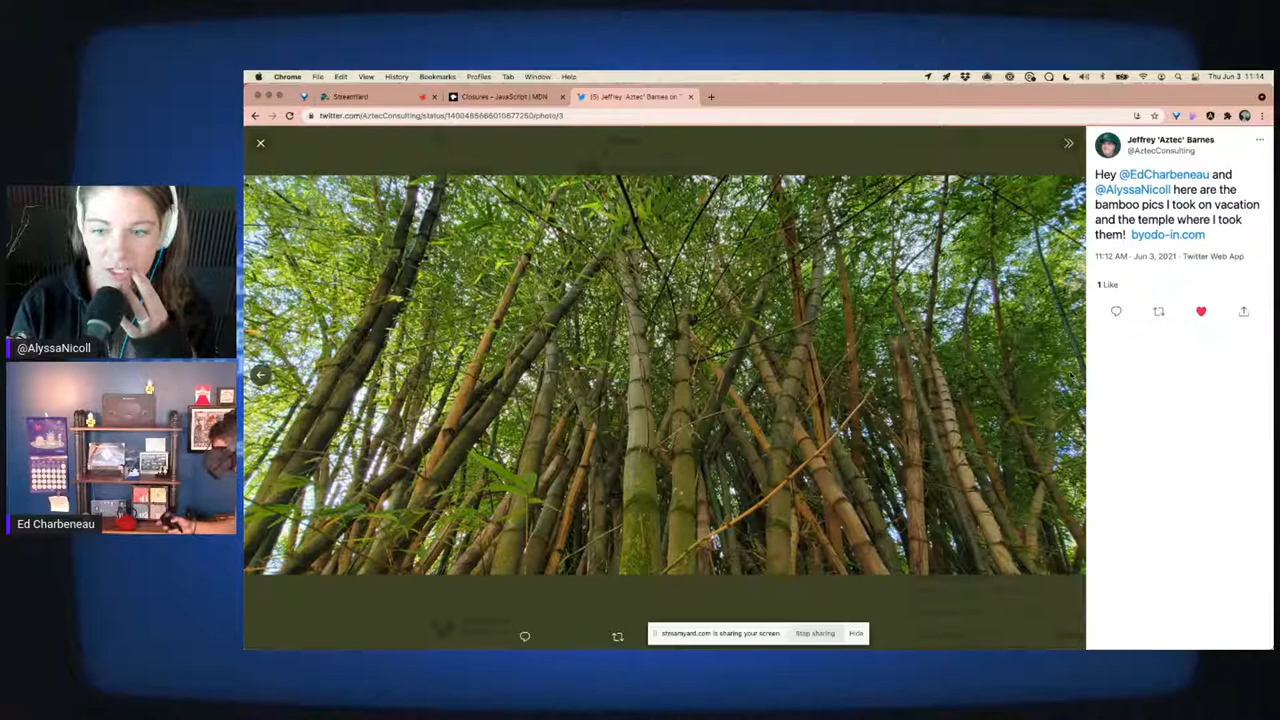 Chrome File Edit View History Bookmarks Profiles Tab Window Help
Thu Jun 3 11:14
StreamYard
Closures - JavaScript | MDN
(5) Jeffrey 'Aztec' Barnes on "
Jeffrey 'Aztec' Barnes
@AztecConsulting
Hey @EdCharbeneau and
@AlyssaNicoll here are the
bamboo pics I took on vacation
and the temple where I took
them! byodo-in.com
11:12 AM · Jun 3, 2021 · Twitter Web App
1 Like
@AlyssaNicoll
Ed Charbeneau
streamyard.com is sharing your screen.
Stop sharing
Hide